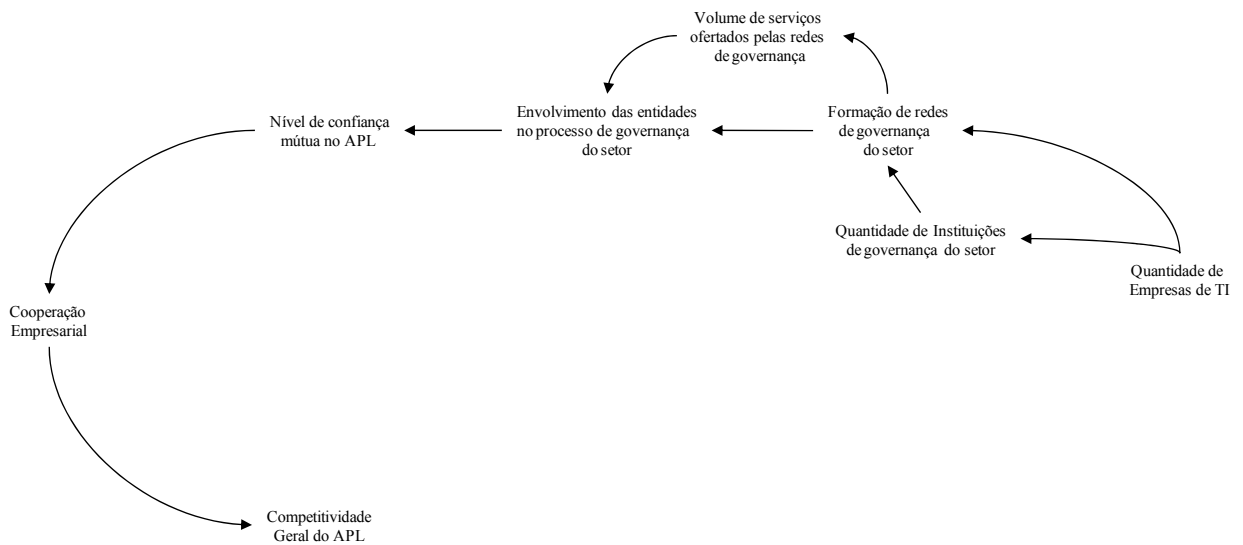 Volume de serviços
ofertados pelas redes
de governança
Envolvimento das entidades
no processo de governança
do setor
Formação de redes
de governança
do setor
Nível de confiança
mútua no APL
Quantidade de Instituições
de governança do setor
Quantidade de
Empresas de TI
Cooperação
Empresarial
Competitividade
Geral do APL